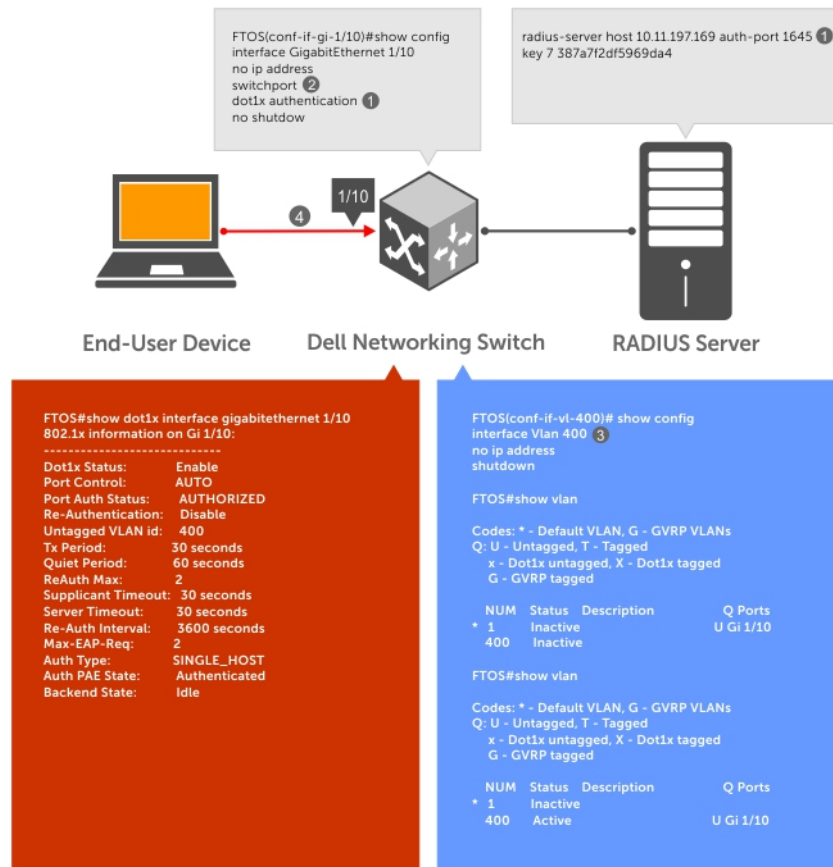 FTOS(conf-if-gi-1/10)#show config
interface GigabitEthernet 1/10
no ip address
switchport 2
dot1x authentication 1
no shutdow
radius-server host 10.11.197.169 auth-port 1645 1
key 7 387a7f2df5969da4
1/10
4
End-User Device
Dell Networking Switch
RADIUS Server
FTOS#show dot1x interface gigabitethernet 1/10
802.1x information on Gi 1/10:
-----------------------------
Dot1x Status: Enable
Port Control: AUTO
Port Auth Status: AUTHORIZED
Re-Authentication: Disable
Untagged VLAN id: 400
Tx Period: 30 seconds
Quiet Period: 60 seconds
ReAuth Max: 2
Supplicant Timeout: 30 seconds
Server Timeout: 30 seconds
Re-Auth Interval: 3600 seconds
Max-EAP-Req: 2
Auth Type: SINGLE_HOST
Auth PAE State: Authenticated
Backend State: Idle
FTOS(conf-if-vl-400)# show config
interface Vlan 400 3
no ip address
shutdown
FTOS#show vlan
Codes: * - Default VLAN, G - GVRP VLANs
Q: U - Untagged, T - Tagged
x - Dot1x untagged, X - Dot1x tagged
G - GVRP tagged
NUM Status Description Q Ports
* 1 Inactive U Gi 1/10
400 Inactive
FTOS#show vlan
Codes: * - Default VLAN, G - GVRP VLANs
Q: U - Untagged, T - Tagged
x - Dot1x untagged, X - Dot1x tagged
G - GVRP tagged
NUM Status Description Q Ports
* 1 Inactive
400 Active U Gi 1/10